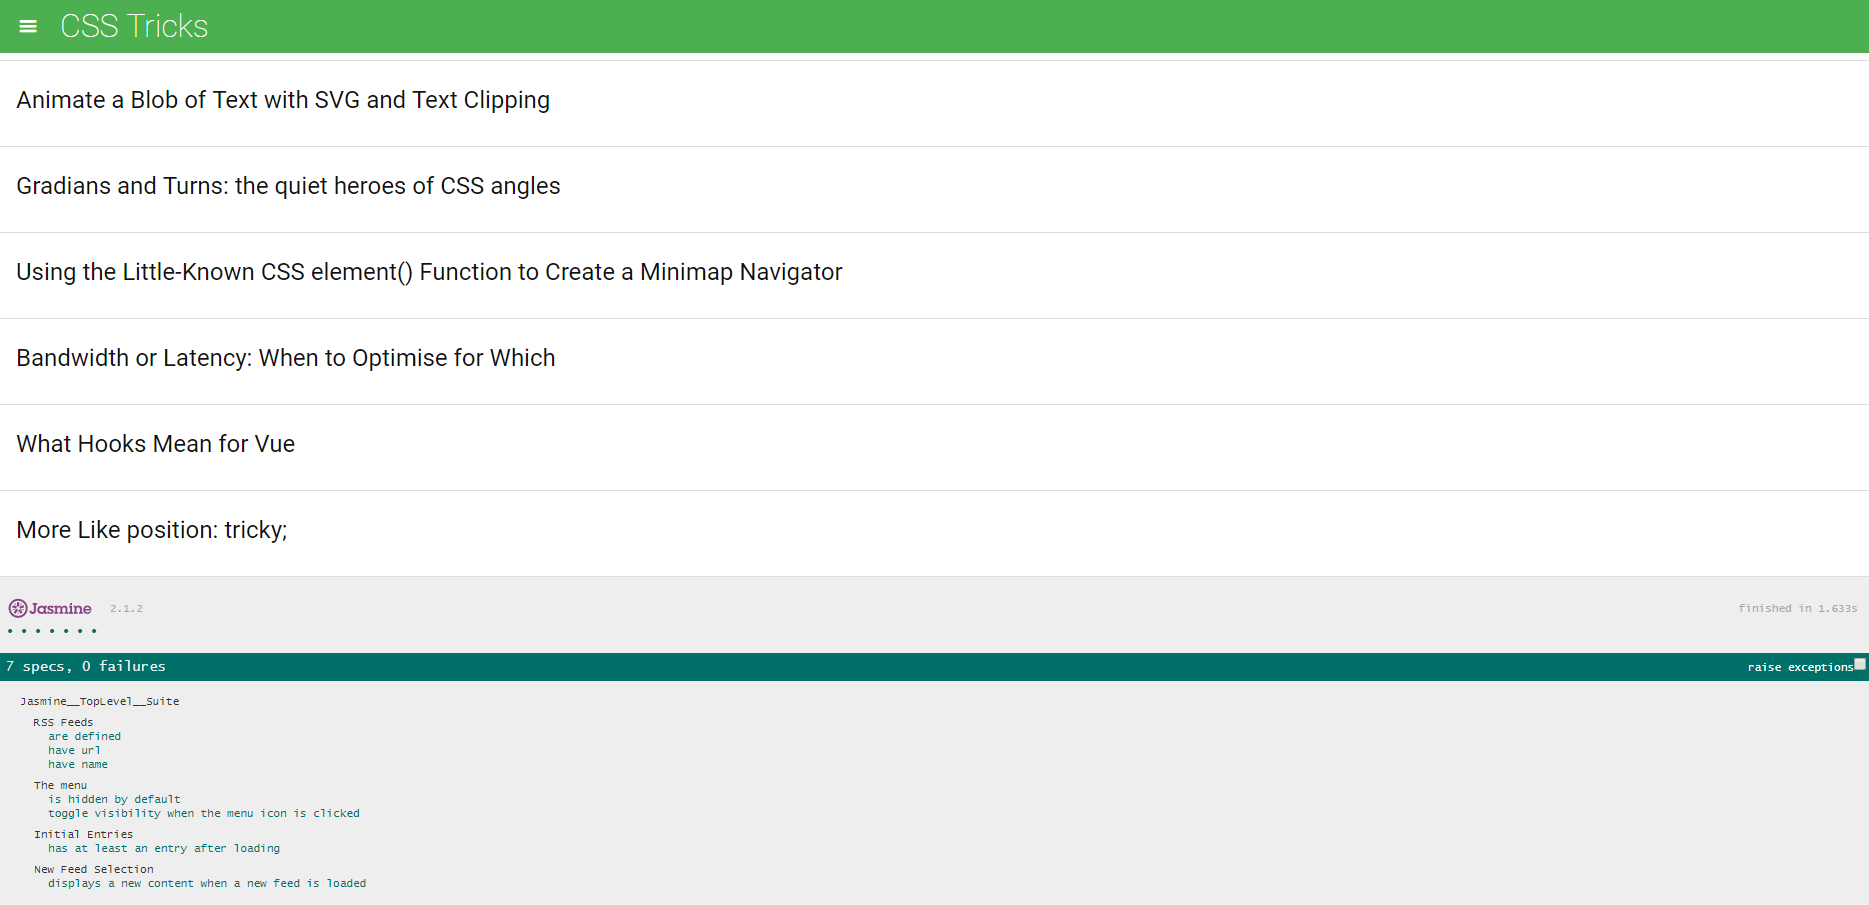 CSS Tricks
Animate a Blob of Text with SVG and Text Clipping
Gradians and Turns: the quiet heroes of CSS angles
Using the Little-Known CSS element() Function to Create a Minimap Navigator
Bandwidth or Latency: When to Optimise for Which
What Hooks Mean for Vue
More Like position: tricky;
Jasmine 2.1.2 finished in 1.633s
7 specs, 0 failures raise exceptions
Jasmine__TopLevel__Suite
RSS Feeds
are defined
have url
have name
The menu
is hidden by default
toggle visibility when the menu icon is clicked
Initial Entries
has at least an entry after loading
New Feed Selection
displays a new content when a new feed is loaded